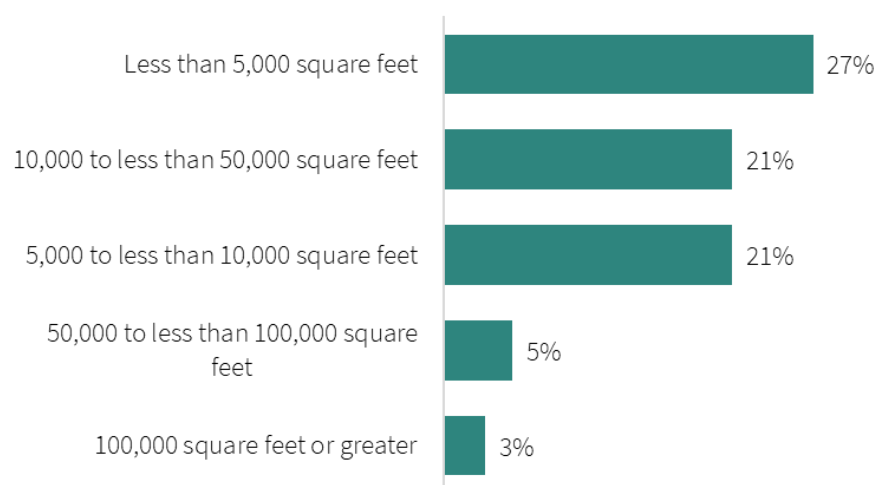 Less than 5,000 square feet 27%
10,000 to less than 50,000 square feet 21%
5,000 to less than 10,000 square feet 21%
50,000 to less than 100,000 square
feet 5%
100,000 square feet or greater 3%